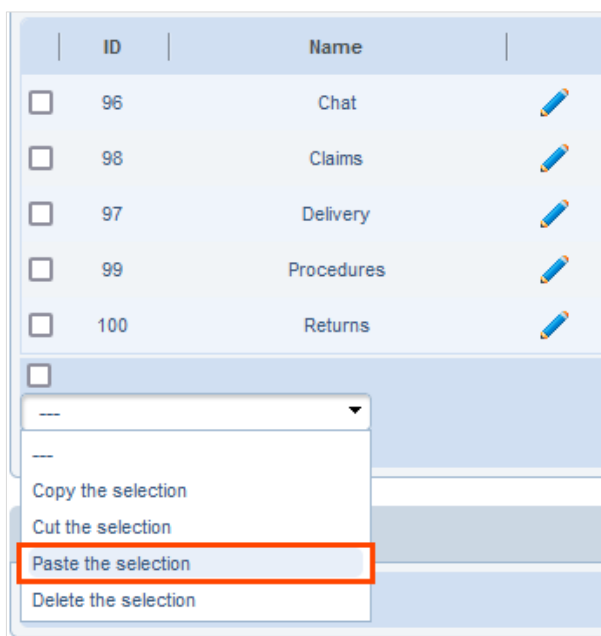 ID Name
96 Chat
98 Claims
97 Delivery
99 Procedures
100 Returns
---
---
Copy the selection
Cut the selection
Paste the selection
Delete the selection